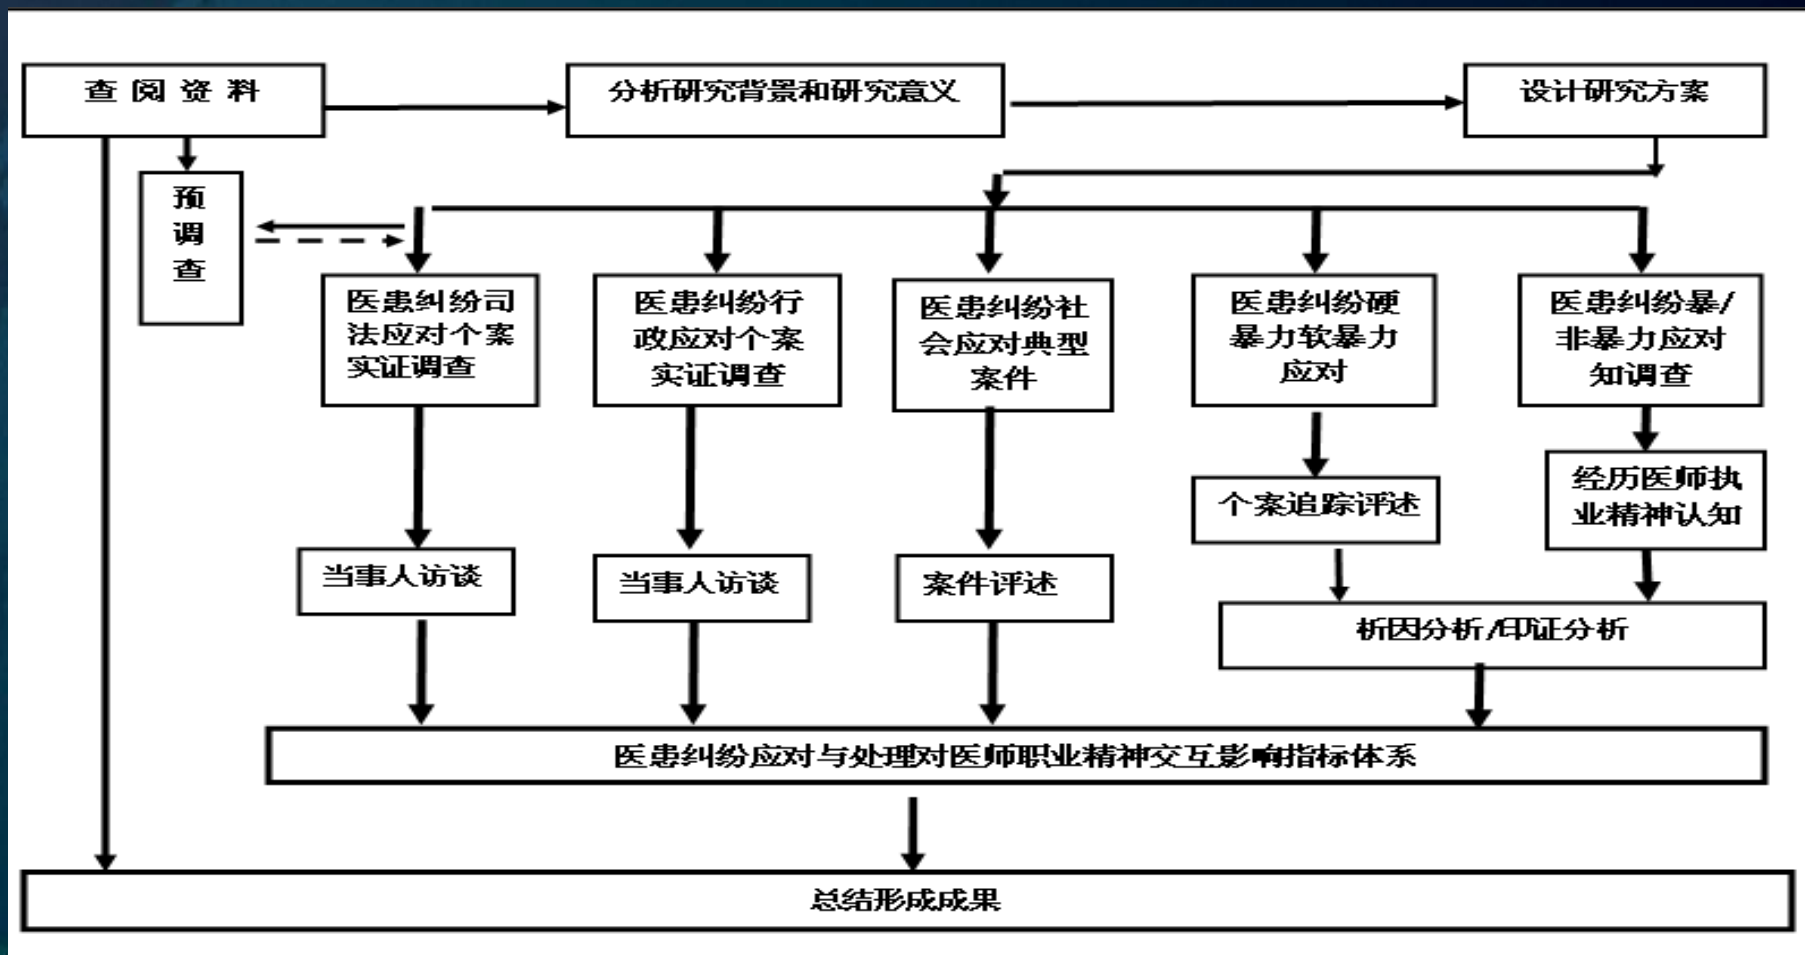 查 阅 资 料
分析研究背景和研究意义
设计研究方案
预
调
查
医患纠纷司
法应对个案
实证调查
医患纠纷行
政应对个案
实证调查
医患纠纷社
会应对典型
案件
医患纠纷硬
暴力软暴力
应对
医患纠纷暴/
非暴力应对
知调查
个案追踪评述
经历医师执
业精神认知
当事人访谈
当事人访谈
案件评述
析因分析/印证分析
医患纠纷应对与处理对医师职业精神交互影响指标体系
总结形成成果